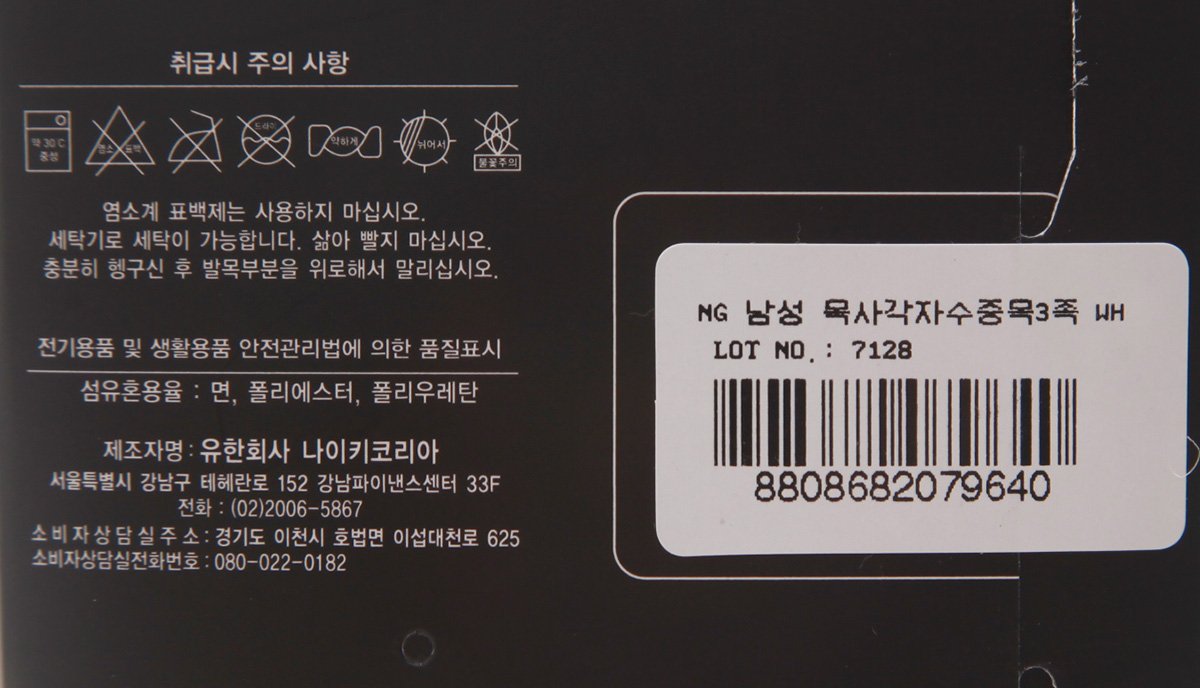 취급시 주의 사항
약 30 C
중성
염소 표백
드라이
약하게
뉘어서
불꽃주의
염소계 표백제는 사용하지 마십시오.
세탁기로 세탁이 가능합니다. 삶아 빨지 마십시오.
충분히 헹구신 후 발목부분을 위로해서 말리십시오.
전기용품 및 생활용품 안전관리법에 의한 품질표시
섬유혼용율 : 면, 폴리에스터, 폴리우레탄
제조자명 : 유한회사 나이키코리아
서울특별시 강남구 테헤란로 152 강남파이낸스센터 33F
전화 : (02)2006-5867
소비자상담실주소 : 경기도 이천시 호법면 이섭대천로 625
소비자상담실전화번호 : 080-022-0182
NG 남성 목사각자수중목3족 WH
LOT NO. : 7128
8808682079640